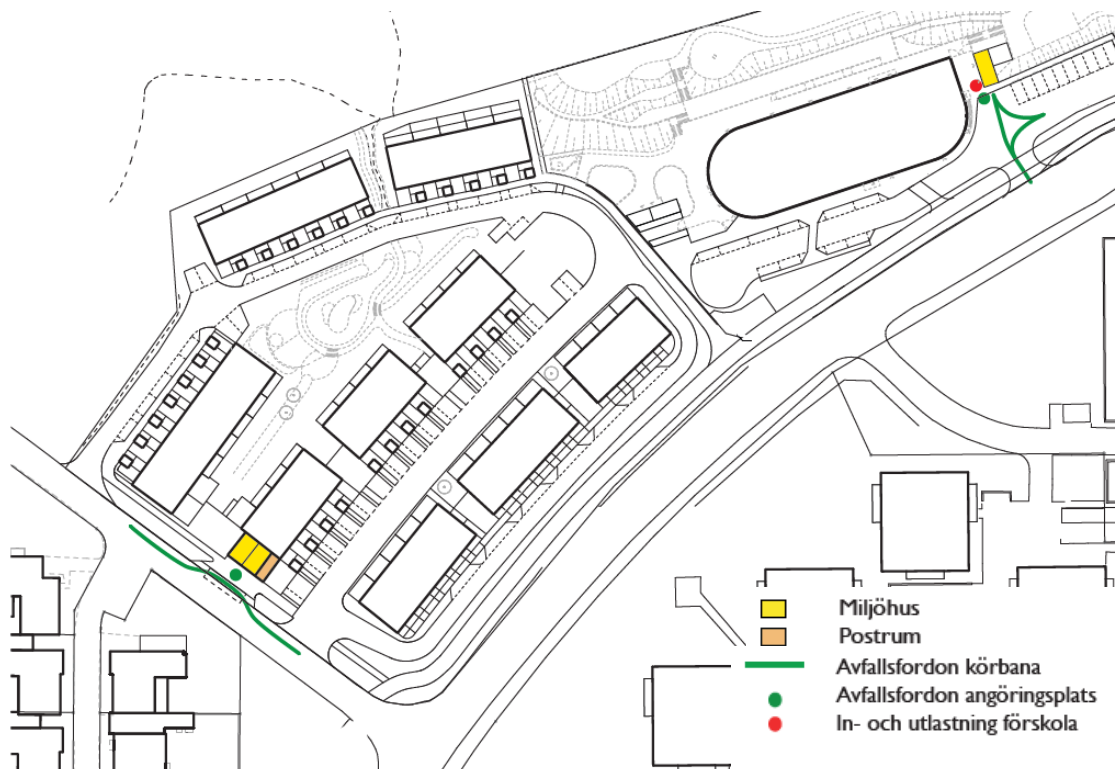 Miljöhus
Postrum
Avfallsfordon körbana
Avfallsfordon angöringsplats
In- och utlastning förskola